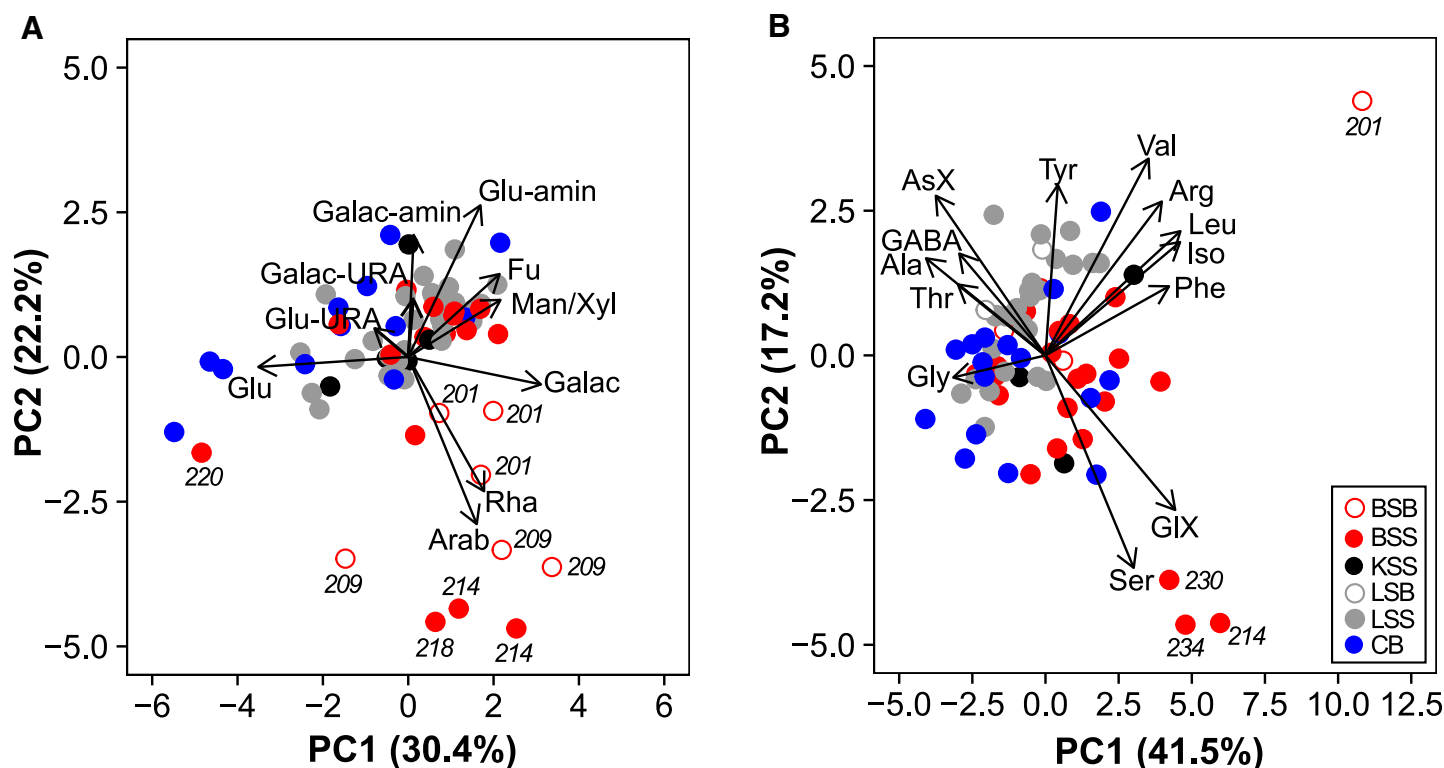 A
5.0
2.5
0.0
−2.5
−5.0
PC2 (22.2%)
Glu-amin
Galac-amin
Galac-URA
Fu
Man/Xyl
Glu-URA
Glu
Galac
201
201
201
220
Rha
Arab
209
209
209
214
218
214
−6
−4
−2
0
2
4
6
PC1 (30.4%)
B
5.0
2.5
0.0
−2.5
−5.0
PC2 (17.2%)
201
Val
Tyr
AsX
Arg
Leu
GABA
Iso
Ala
Phe
Thr
Gly
GlX
Ser
230
234
214
BSB
BSS
KSS
LSB
LSS
CB
−5.0
−2.5
0.0
2.5
5.0
7.5
10.0
12.5
PC1 (41.5%)